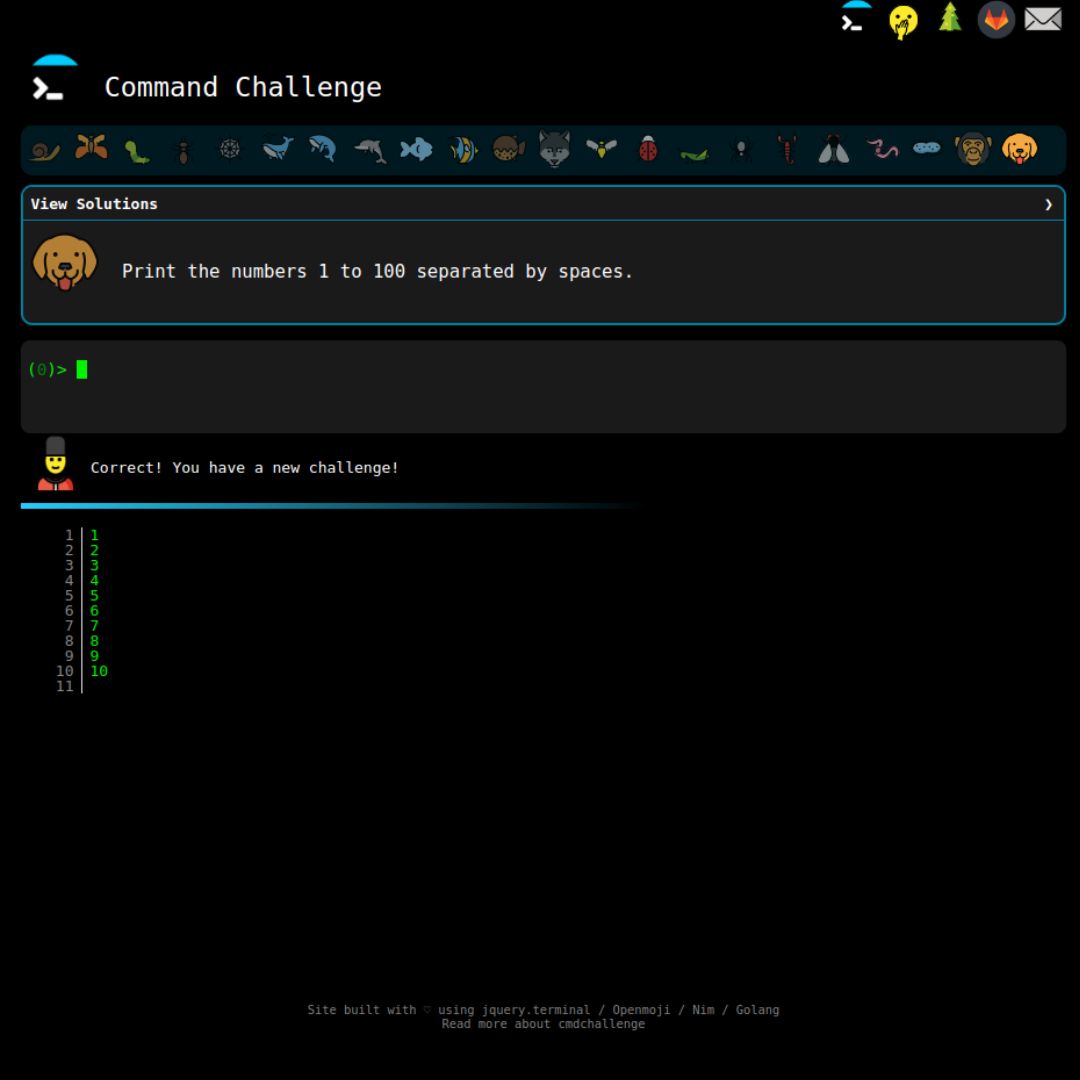 Command Challenge
View Solutions ❯
Print the numbers 1 to 100 separated by spaces.
(0)>
Correct! You have a new challenge!
1 1
2 2
3 3
4 4
5 5
6 6
7 7
8 8
9 9
10 10
11
Site built with ♡ using jquery.terminal / Openmoji / Nim / Golang
Read more about cmdchallenge